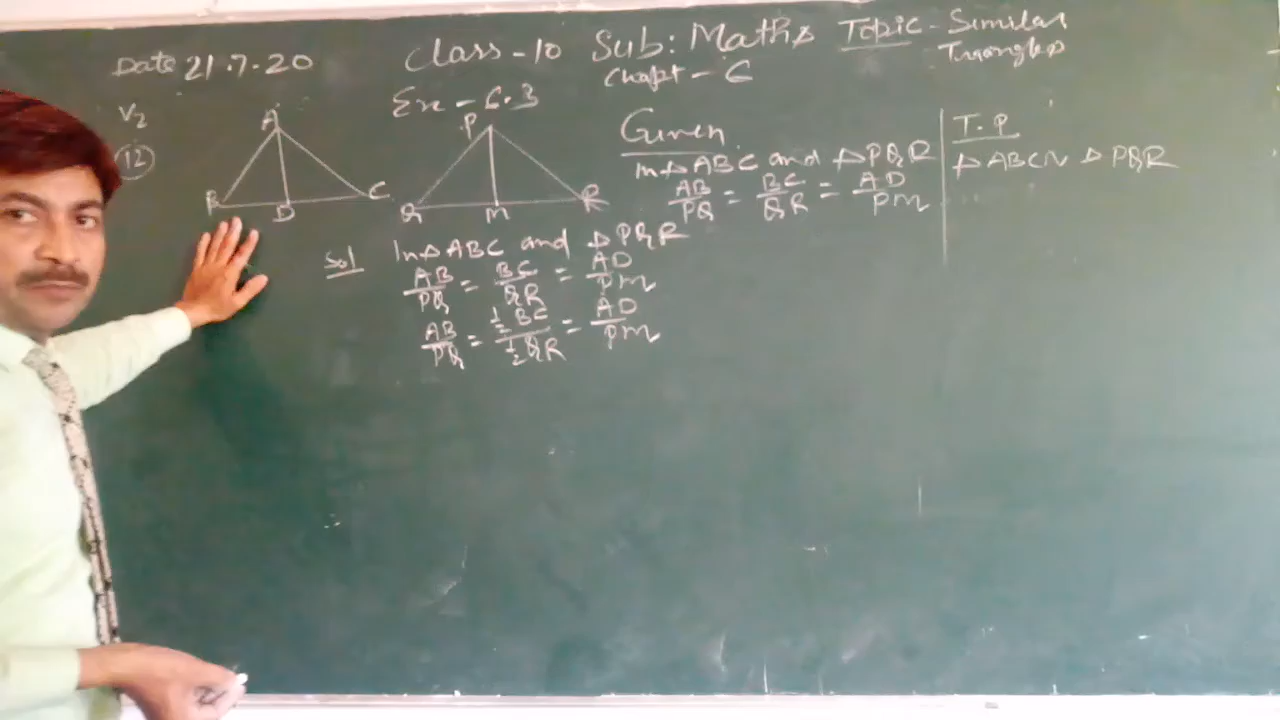 Date 21.7.20
Class-10 Sub: Maths Topic - Similar
Chapt - 6 Triangles
Ex - 6.3
V2
12
A
B D C
P
Q M R
Given
In △ABC and △PQR
AB/PQ = BC/QR = AD/PM
T.P
△ABC ~ △PQR
Sol In △ABC and △PQR
AB/PQ = BC/QR = AD/PM
AB/PQ = ½BC/½QR = AD/PM